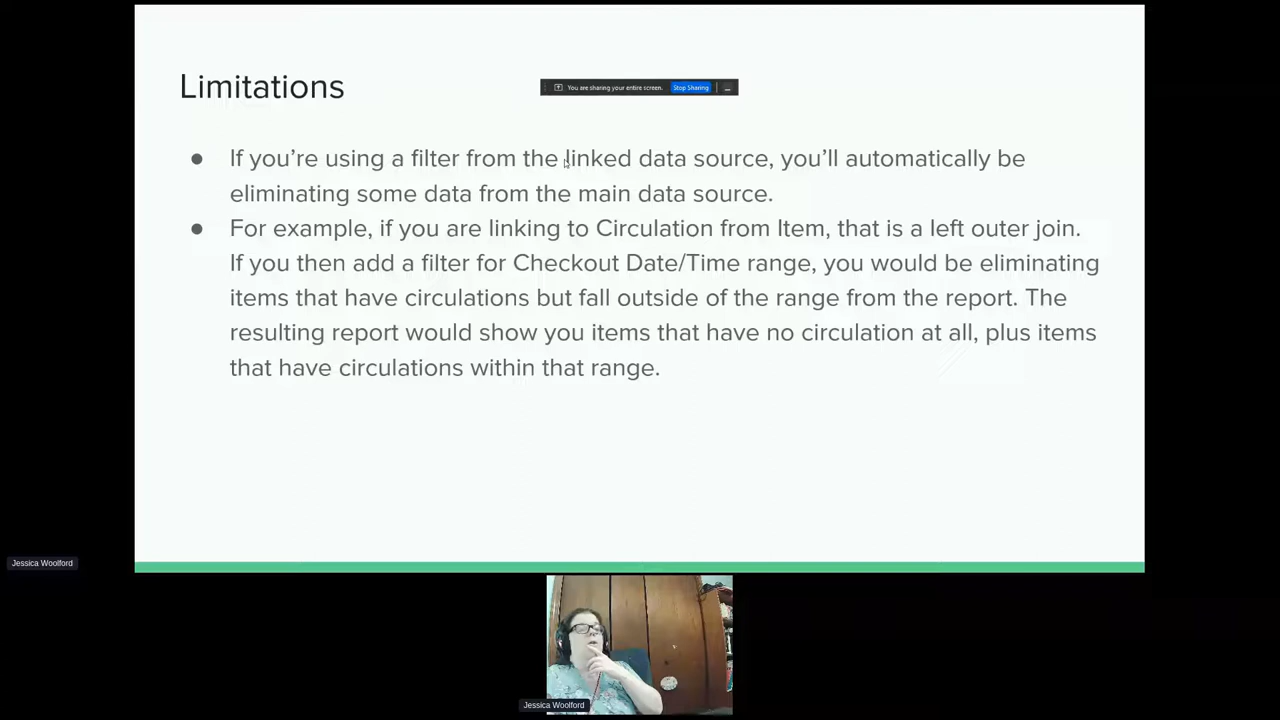 Limitations
You are sharing your entire screen. Stop Sharing
● If you’re using a filter from the linked data source, you’ll automatically be
eliminating some data from the main data source.
● For example, if you are linking to Circulation from Item, that is a left outer join.
If you then add a filter for Checkout Date/Time range, you would be eliminating
items that have circulations but fall outside of the range from the report. The
resulting report would show you items that have no circulation at all, plus items
that have circulations within that range.
Jessica Woolford
Jessica Woolford